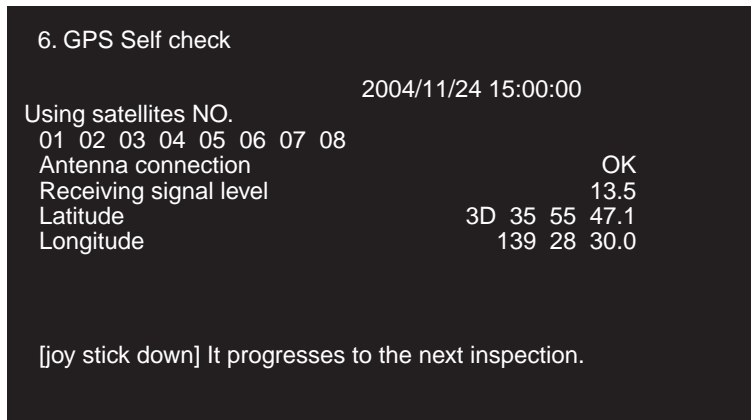 6. GPS Self check
2004/11/24 15:00:00
Using satellites NO.
01 02 03 04 05 06 07 08
Antenna connection OK
Receiving signal level 13.5
Latitude 3D 35 55 47.1
Longitude 139 28 30.0
[joy stick down] It progresses to the next inspection.